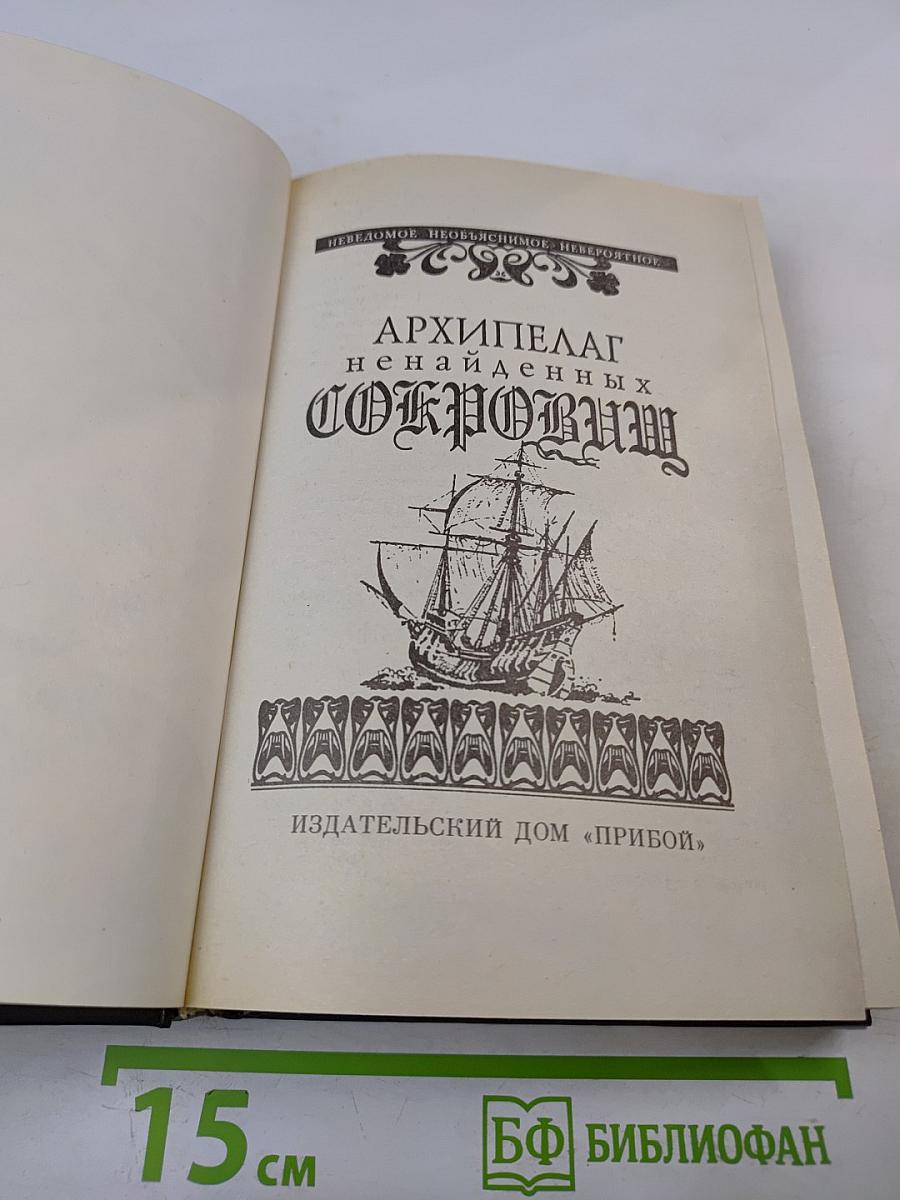 НЕВЕДОМОЕ НЕОБЪЯСНИМОЕ НЕВЕРОЯТНОЕ
АРХИПЕЛАГ
ненайденных
СОКРОВИЩ
ИЗДАТЕЛЬСКИЙ ДОМ «ПРИБОЙ»
15 см
БФ БИБЛИОФАН